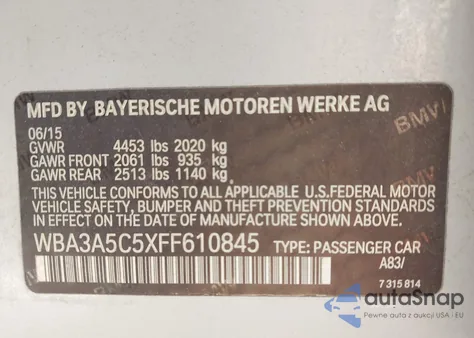 MFD BY BAYERISCHE MOTOREN WERKE AG
06/15
GVWR 4453 lbs 2020 kg
GAWR FRONT 2061 lbs 935 kg
GAWR REAR 2513 lbs 1140 kg
THIS VEHICLE CONFORMS TO ALL APPLICABLE U.S.FEDERAL MOTOR
VEHICLE SAFETY, BUMPER AND THEFT PREVENTION STANDARDS
IN EFFECT ON THE DATE OF MANUFACTURE SHOWN ABOVE.
WBA3A5C5XFF610845 TYPE: PASSENGER CAR
A83/
7 315 814
BMW
autoSnap
Pewne auta z aukcji USA - EU